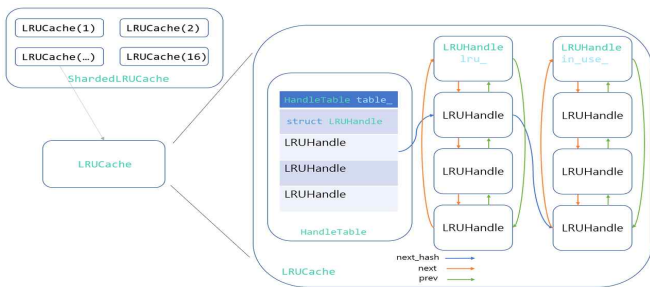 LRUCache(1)
LRUCache(2)
LRUCache(…)
LRUCache(16)
ShardedLRUCache
LRUCache
HandleTable table_
struct LRUHandle
LRUHandle
LRUHandle
LRUHandle
HandleTable
LRUHandle
lru_
LRUHandle
LRUHandle
LRUHandle
LRUHandle
in_use_
LRUHandle
LRUHandle
LRUHandle
next_hash
next
prev
LRUCache